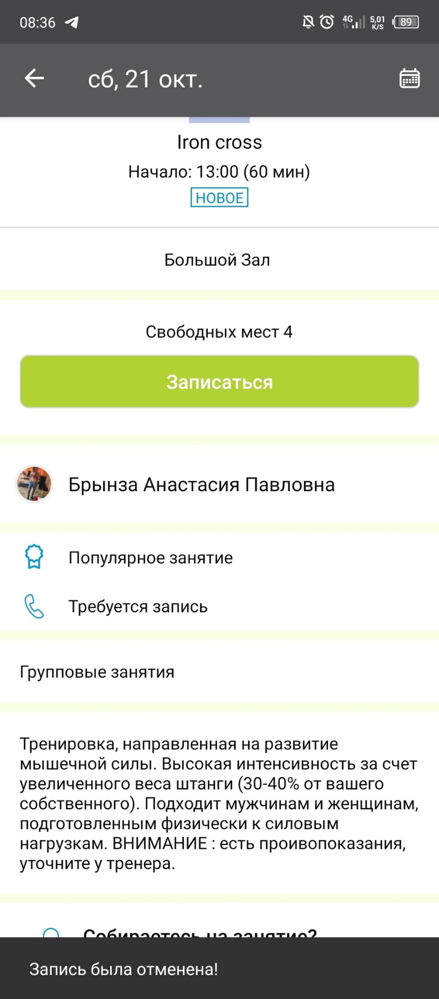 08:36
4G
5,01
K/S
89
сб, 21 окт.
Iron cross
Начало: 13:00 (60 мин)
НОВОЕ
Большой Зал
Свободных мест 4
Записаться
Брынза Анастасия Павловна
Популярное занятие
Требуется запись
Групповые занятия
Тренировка, направленная на развитие
мышечной силы. Высокая интенсивность за счет
увеличенного веса штанги (30-40% от вашего
собственного). Подходит мужчинам и женщинам,
подготовленным физически к силовым
нагрузкам. ВНИМАНИЕ : есть проивопоказания,
уточните у тренера.
Собираетесь на занятие?
Запись была отменена!